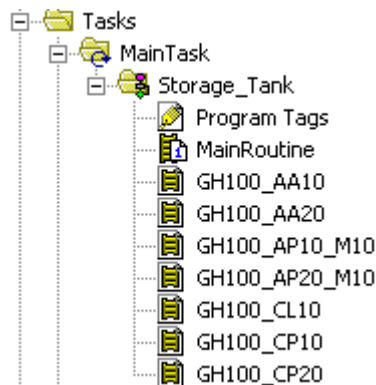 Tasks
MainTask
Storage_Tank
Program Tags
MainRoutine
GH100_AA10
GH100_AA20
GH100_AP10_M10
GH100_AP20_M10
GH100_CL10
GH100_CP10
GH100_CP20